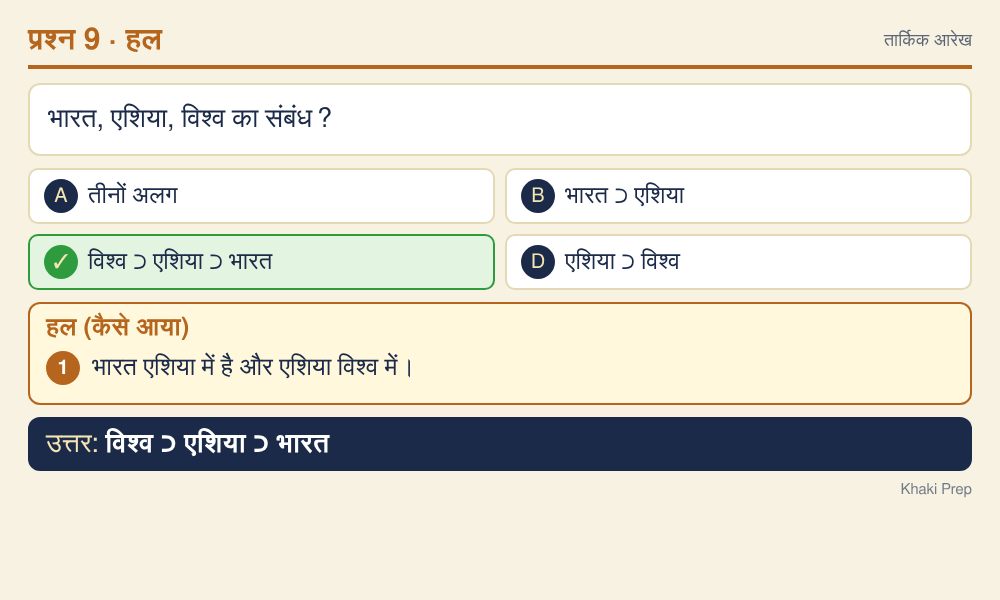 प्रश्न 9 · हल
तार्किक आरेख
भारत, एशिया, विश्व का संबंध ?
A तीनों अलग
B भारत ⊃ एशिया
✓ विश्व ⊃ एशिया ⊃ भारत
D एशिया ⊃ विश्व
हल (कैसे आया)
1 भारत एशिया में है और एशिया विश्व में।
उत्तर: विश्व ⊃ एशिया ⊃ भारत
Khaki Prep